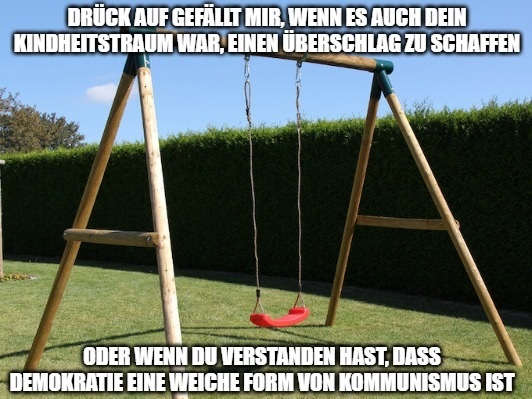 DRÜCK AUF GEFÄLLT MIR, WENN ES AUCH DEIN
KINDHEITSTRAUM WAR, EINEN ÜBERSCHLAG ZU SCHAFFEN
ODER WENN DU VERSTANDEN HAST, DASS
DEMOKRATIE EINE WEICHE FORM VON KOMMUNISMUS IST